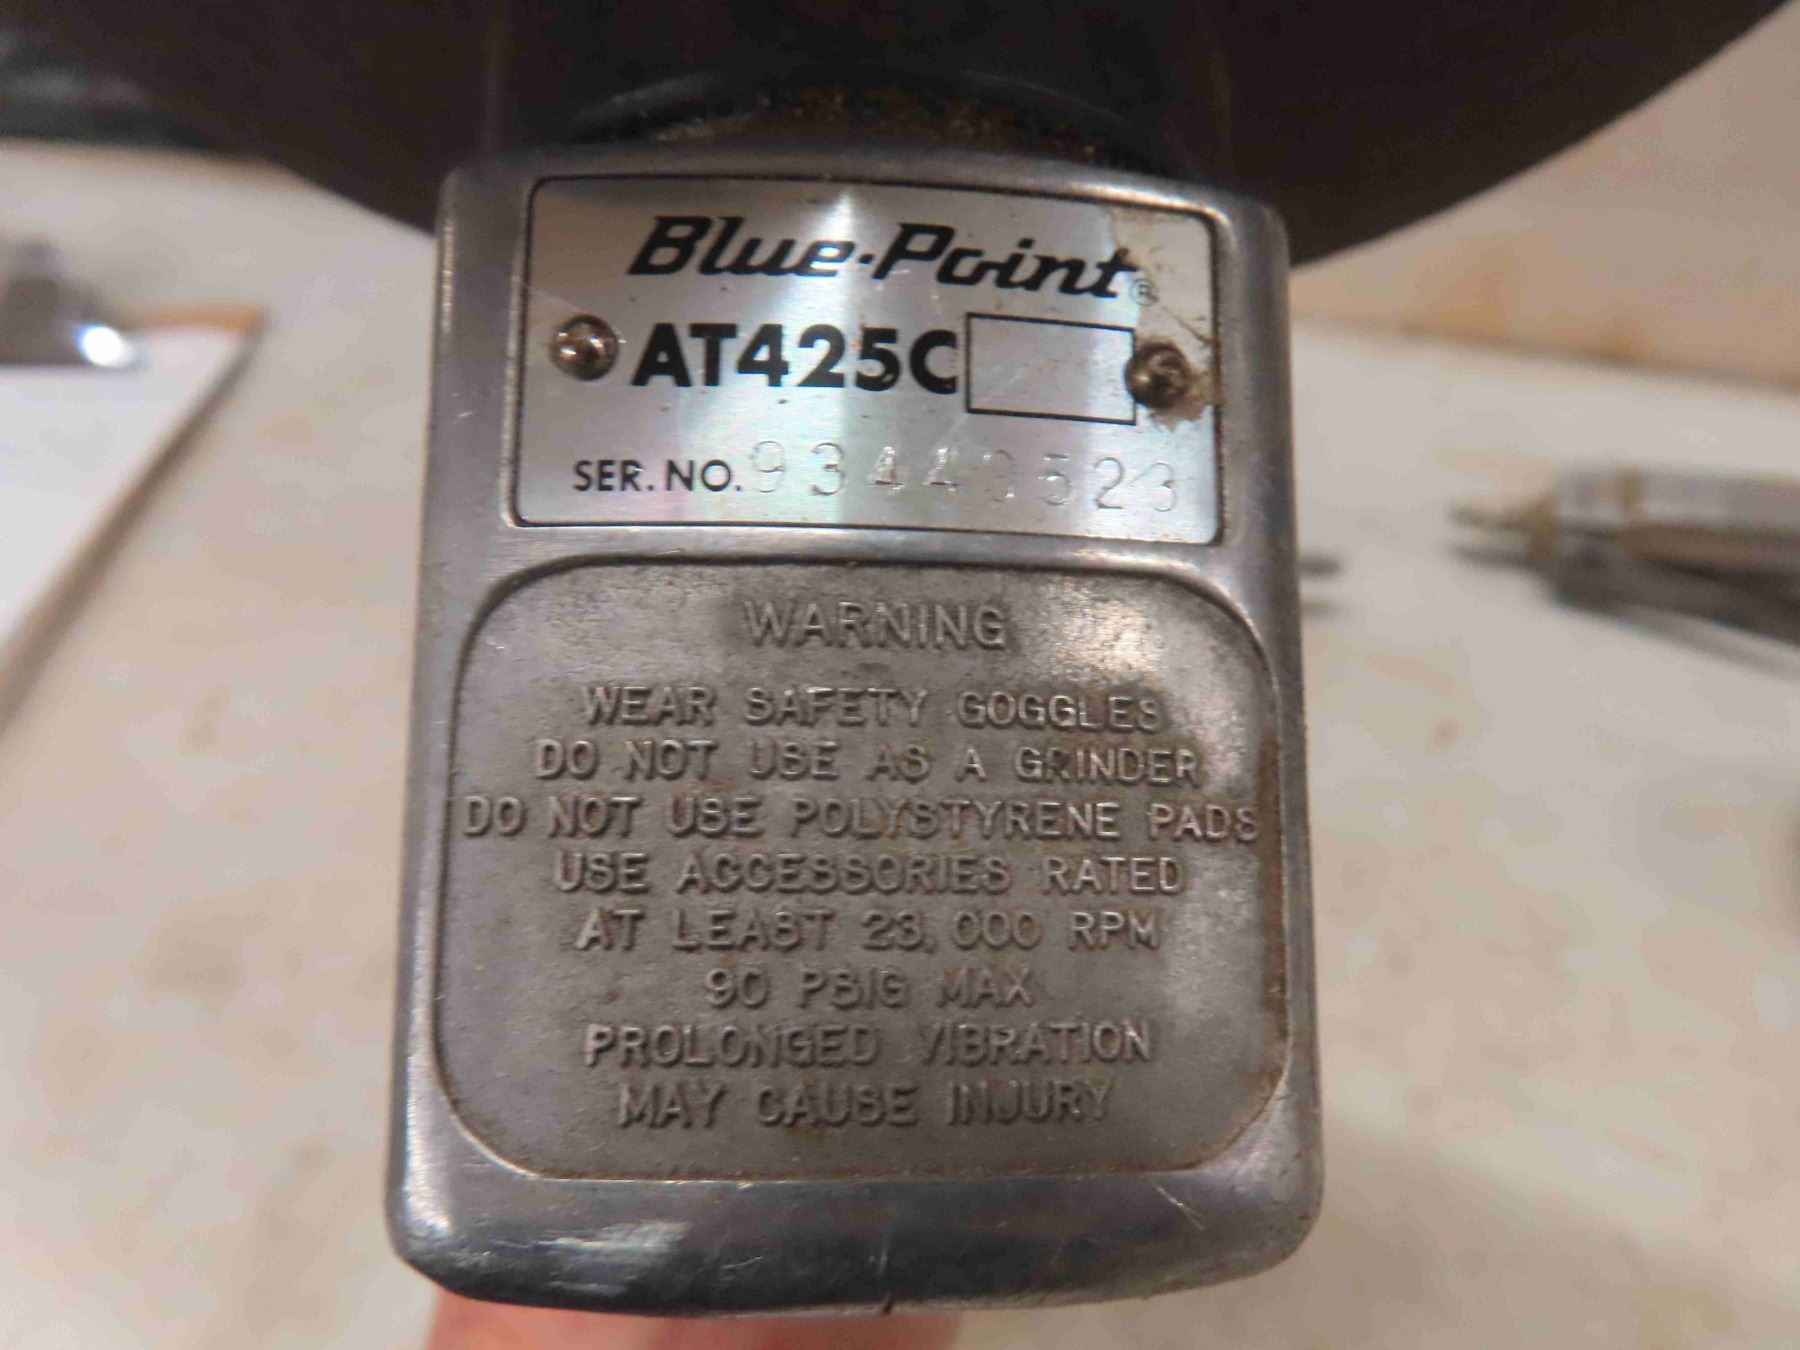 Blue-Point®
AT425C
SER. NO. 934435523
WARNING
WEAR SAFETY GOGGLES
DO NOT USE AS A GRINDER
DO NOT USE POLYSTYRENE PADS
USE ACCESSORIES RATED
AT LEAST 23,000 RPM
90 PSIG MAX
PROLONGED VIBRATION
MAY CAUSE INJURY